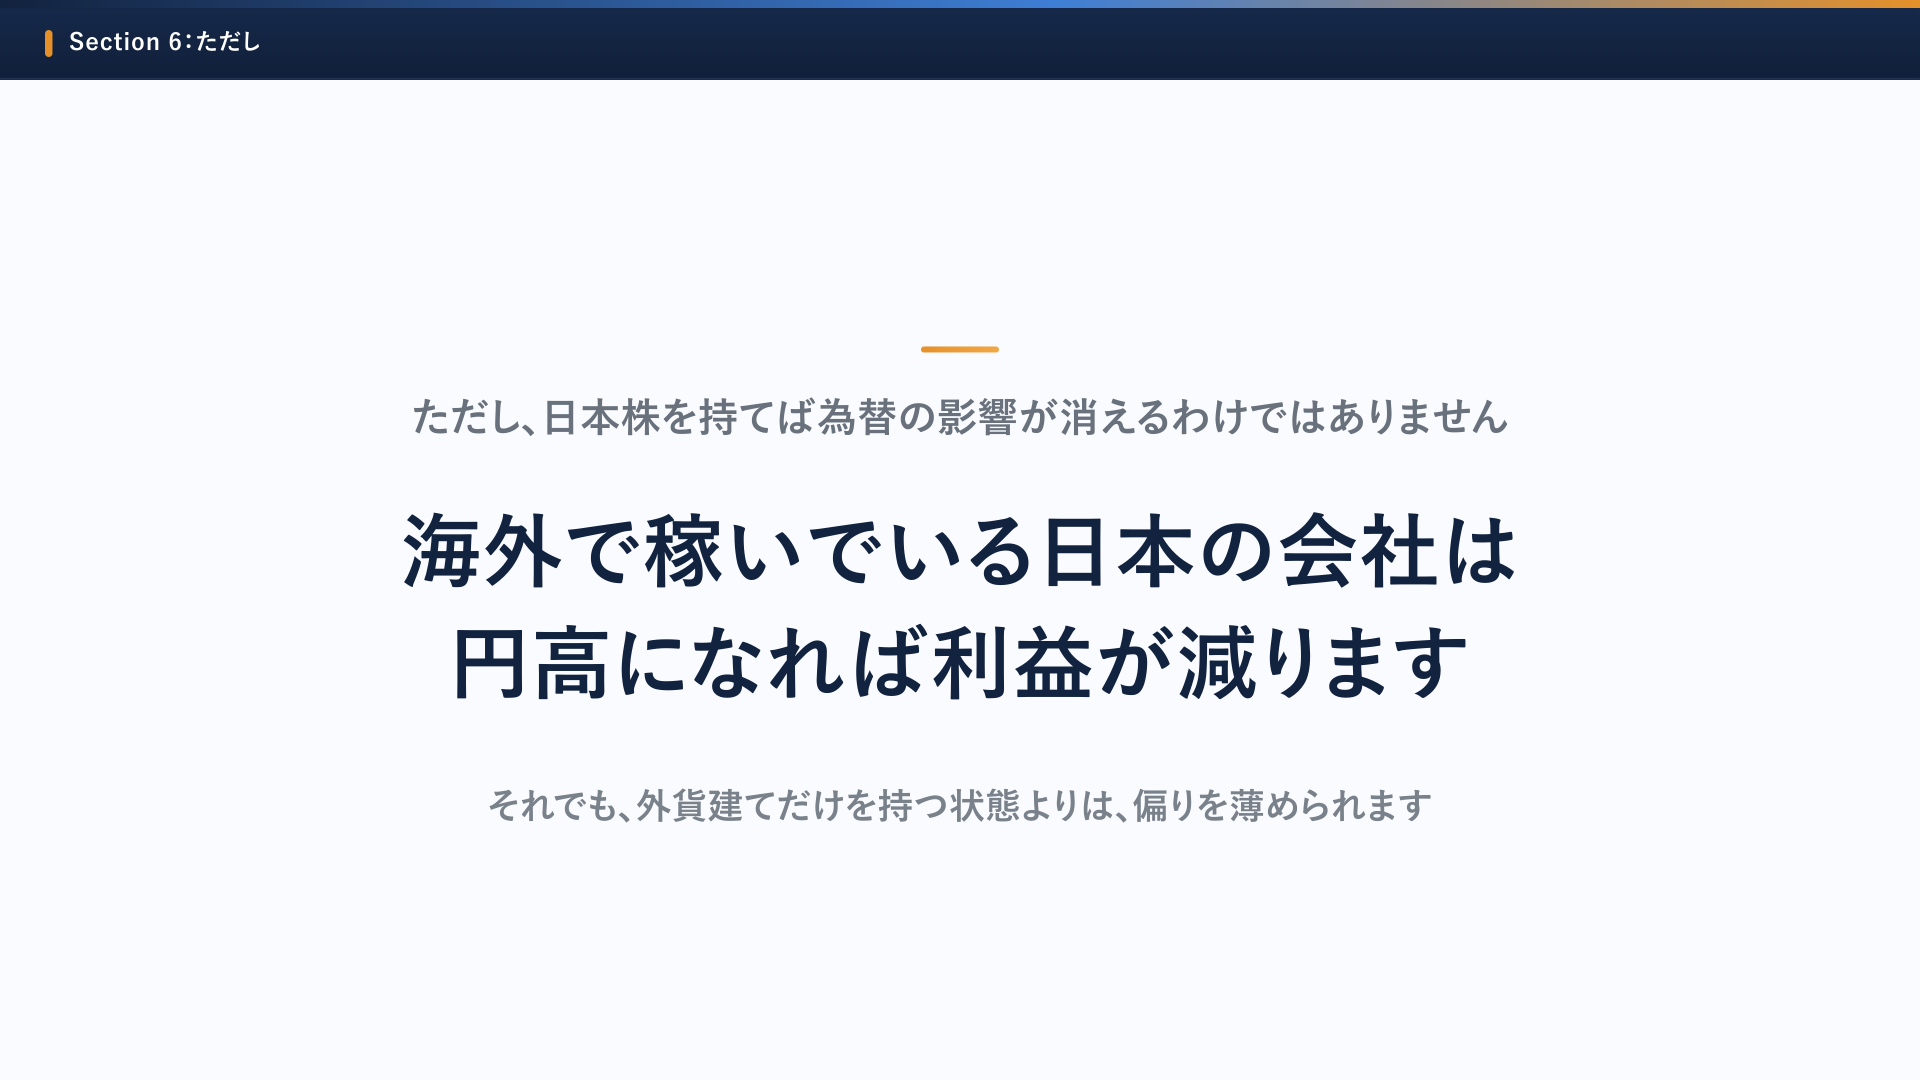 Section 6：ただし
ただし、日本株を持てば為替の影響が消えるわけではありません
海外で稼いでいる日本の会社は
円高になれば利益が減ります
それでも、外貨建てだけを持つ状態よりは、偏りを薄められます